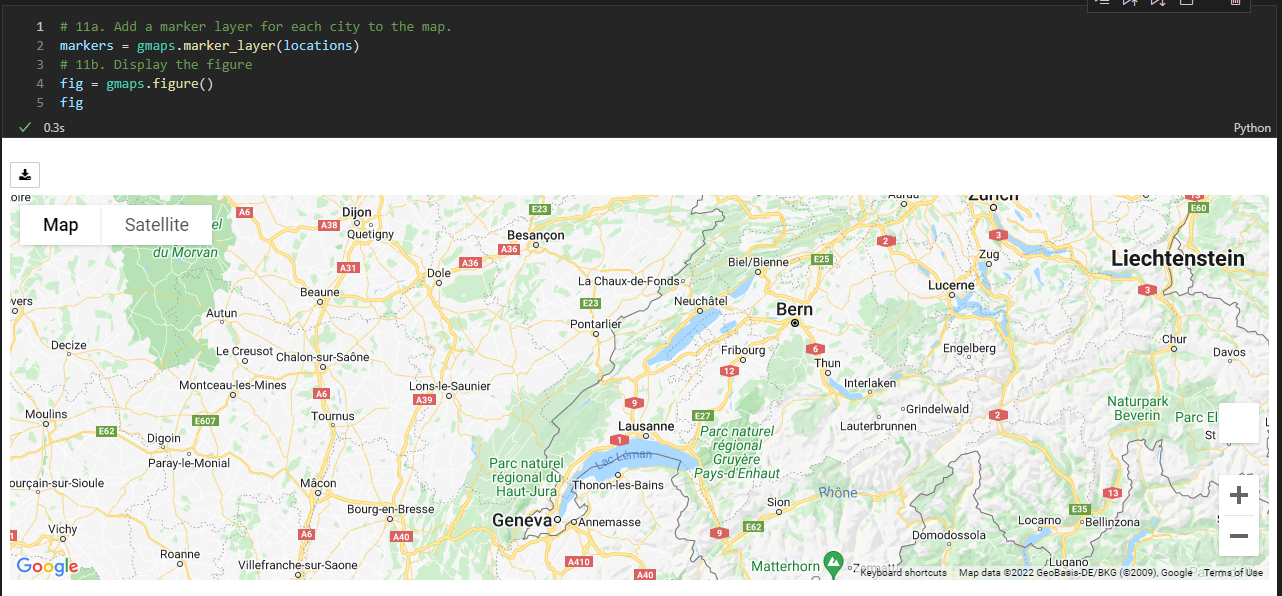 1 # 11a. Add a marker layer for each city to the map.
2 markers = gmaps.marker_layer(locations)
3 # 11b. Display the figure
4 fig = gmaps.figure()
5 fig
0.3s
Python
oire
Map Satellite
A6
Dijon
A38
Quetigny
E23
Besançon
A36
A36
Aarau
Zürich
13
E60
2
3
el
du Morvan
A31
Dole
Biel/Bienne
E25
Zug
Liechtenstein
Beaune
La Chaux-de-Fonds
Lucerne
3
vers
Autun
E23
Neuchâtel
Bern
Pontarlier
Decize
Le Creusot
Chalon-sur-Saône
Fribourg
6
Engelberg
Chur
Davos
12
Thun
Montceau-les-Mines
Lons-le-Saunier
Interlaken
A6
A39
9
Naturpark
Beverin
Moulins
E607
Tournus
E27
Grindelwald
2
Parc El
E62
Digoin
Lausanne
Lauterbrunnen
St
1
Parc naturel
régional
Gruyère
Pays-d'Enhaut
Paray-le-Monial
Lac Léman
Parc naturel
régional du
Haut-Jura
ourçain-sur-Sioule
Mâcon
Thonon-les-Bains
Rhône
13
+
Bourg-en-Bresse
Sion
E35
Vichy
Geneva
Annemasse
E62
Locarno
Bellinzona
1
A6
A40
9
Domodossola
Roanne
Villefranche-sur-Saone
A410
Lugano
Google
A40
Matterhorn
Zermatt
Keyboard shortcuts Map data ©2022 GeoBasis-DE/BKG (©2009), Google Terms of Use